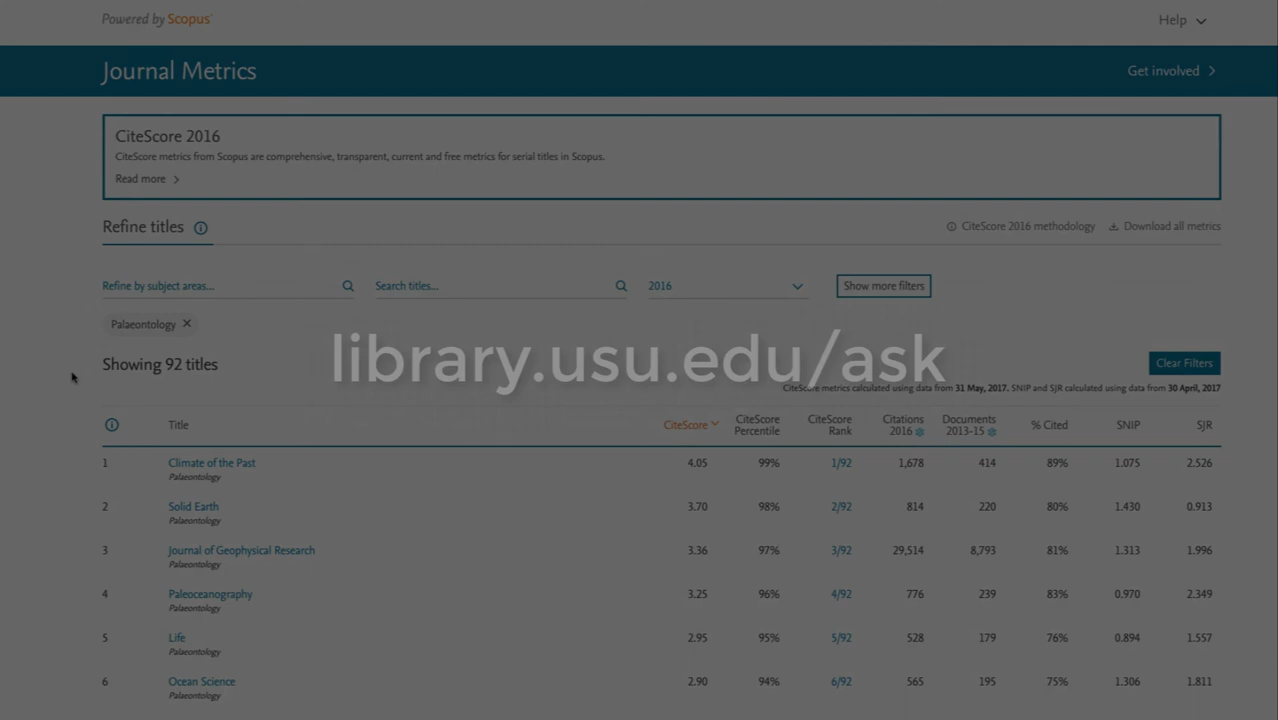 Powered by Scopus™
Help
Journal Metrics
Get involved
CiteScore 2016
CiteScore metrics from Scopus are comprehensive, transparent, current and free metrics for serial titles in Scopus.
Read more
Refine titles
CiteScore 2016 methodology
Download all metrics
Refine by subject areas...
Search titles...
2016
Show more filters
Palaeontology ×
Showing 92 titles
library.usu.edu/ask
Clear Filters
CiteScore metrics calculated using data from 31 May, 2017. SNIP and SJR calculated using data from 30 April, 2017
Title CiteScore CiteScore Percentile CiteScore Rank Citations 2016 Documents 2013-15 % Cited SNIP SJR
1 Climate of the Past 4.05 99% 1/92 1,678 414 89% 1.075 2.526
Palaeontology
2 Solid Earth 3.70 98% 2/92 814 220 80% 1.430 0.913
Palaeontology
3 Journal of Geophysical Research 3.36 97% 3/92 29,514 8,793 81% 1.313 1.996
Palaeontology
4 Paleoceanography 3.25 96% 4/92 776 239 83% 0.970 2.349
Palaeontology
5 Life 2.95 95% 5/92 528 179 76% 0.894 1.557
Palaeontology
6 Ocean Science 2.90 94% 6/92 565 195 75% 1.306 1.811
Palaeontology